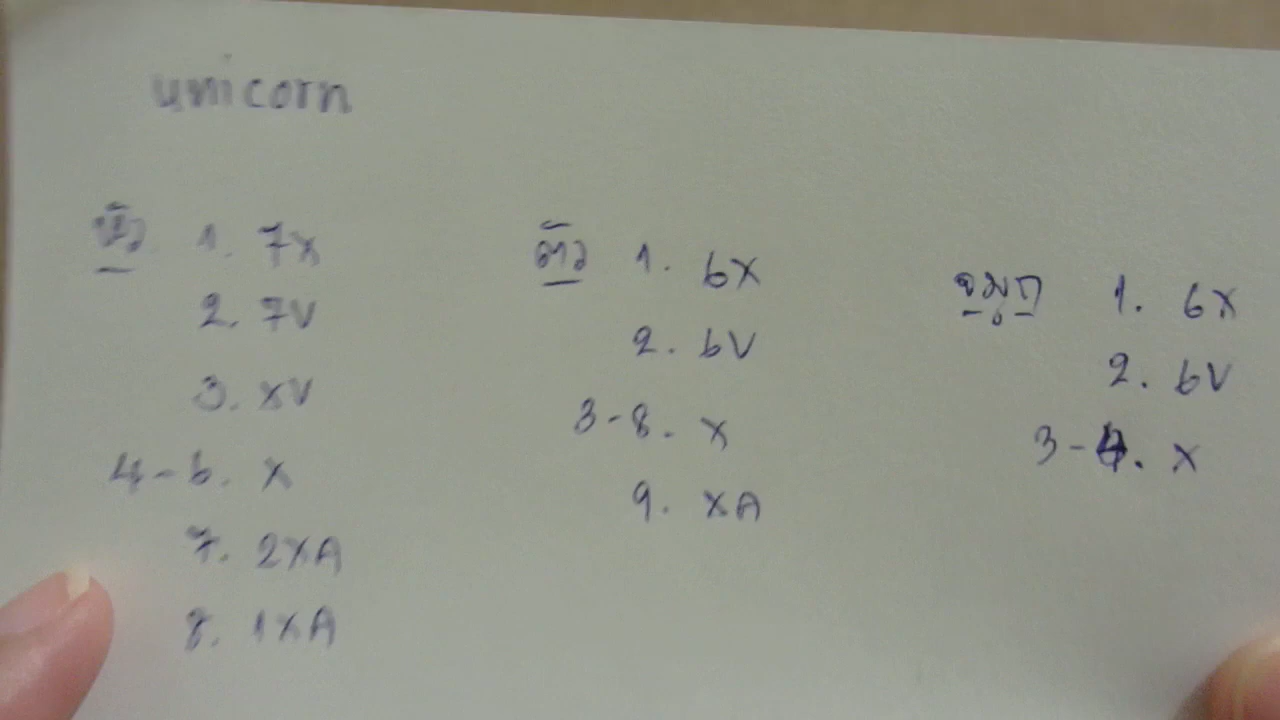 unicorn
หัว 1. 7x
2. 7v
3. xv
4-6. x
7. 2xA
8. 1xA
ตัว 1. 6x
2. 6v
3-8. x
9. xA
จมูก 1. 6x
2. 6v
3-4. x